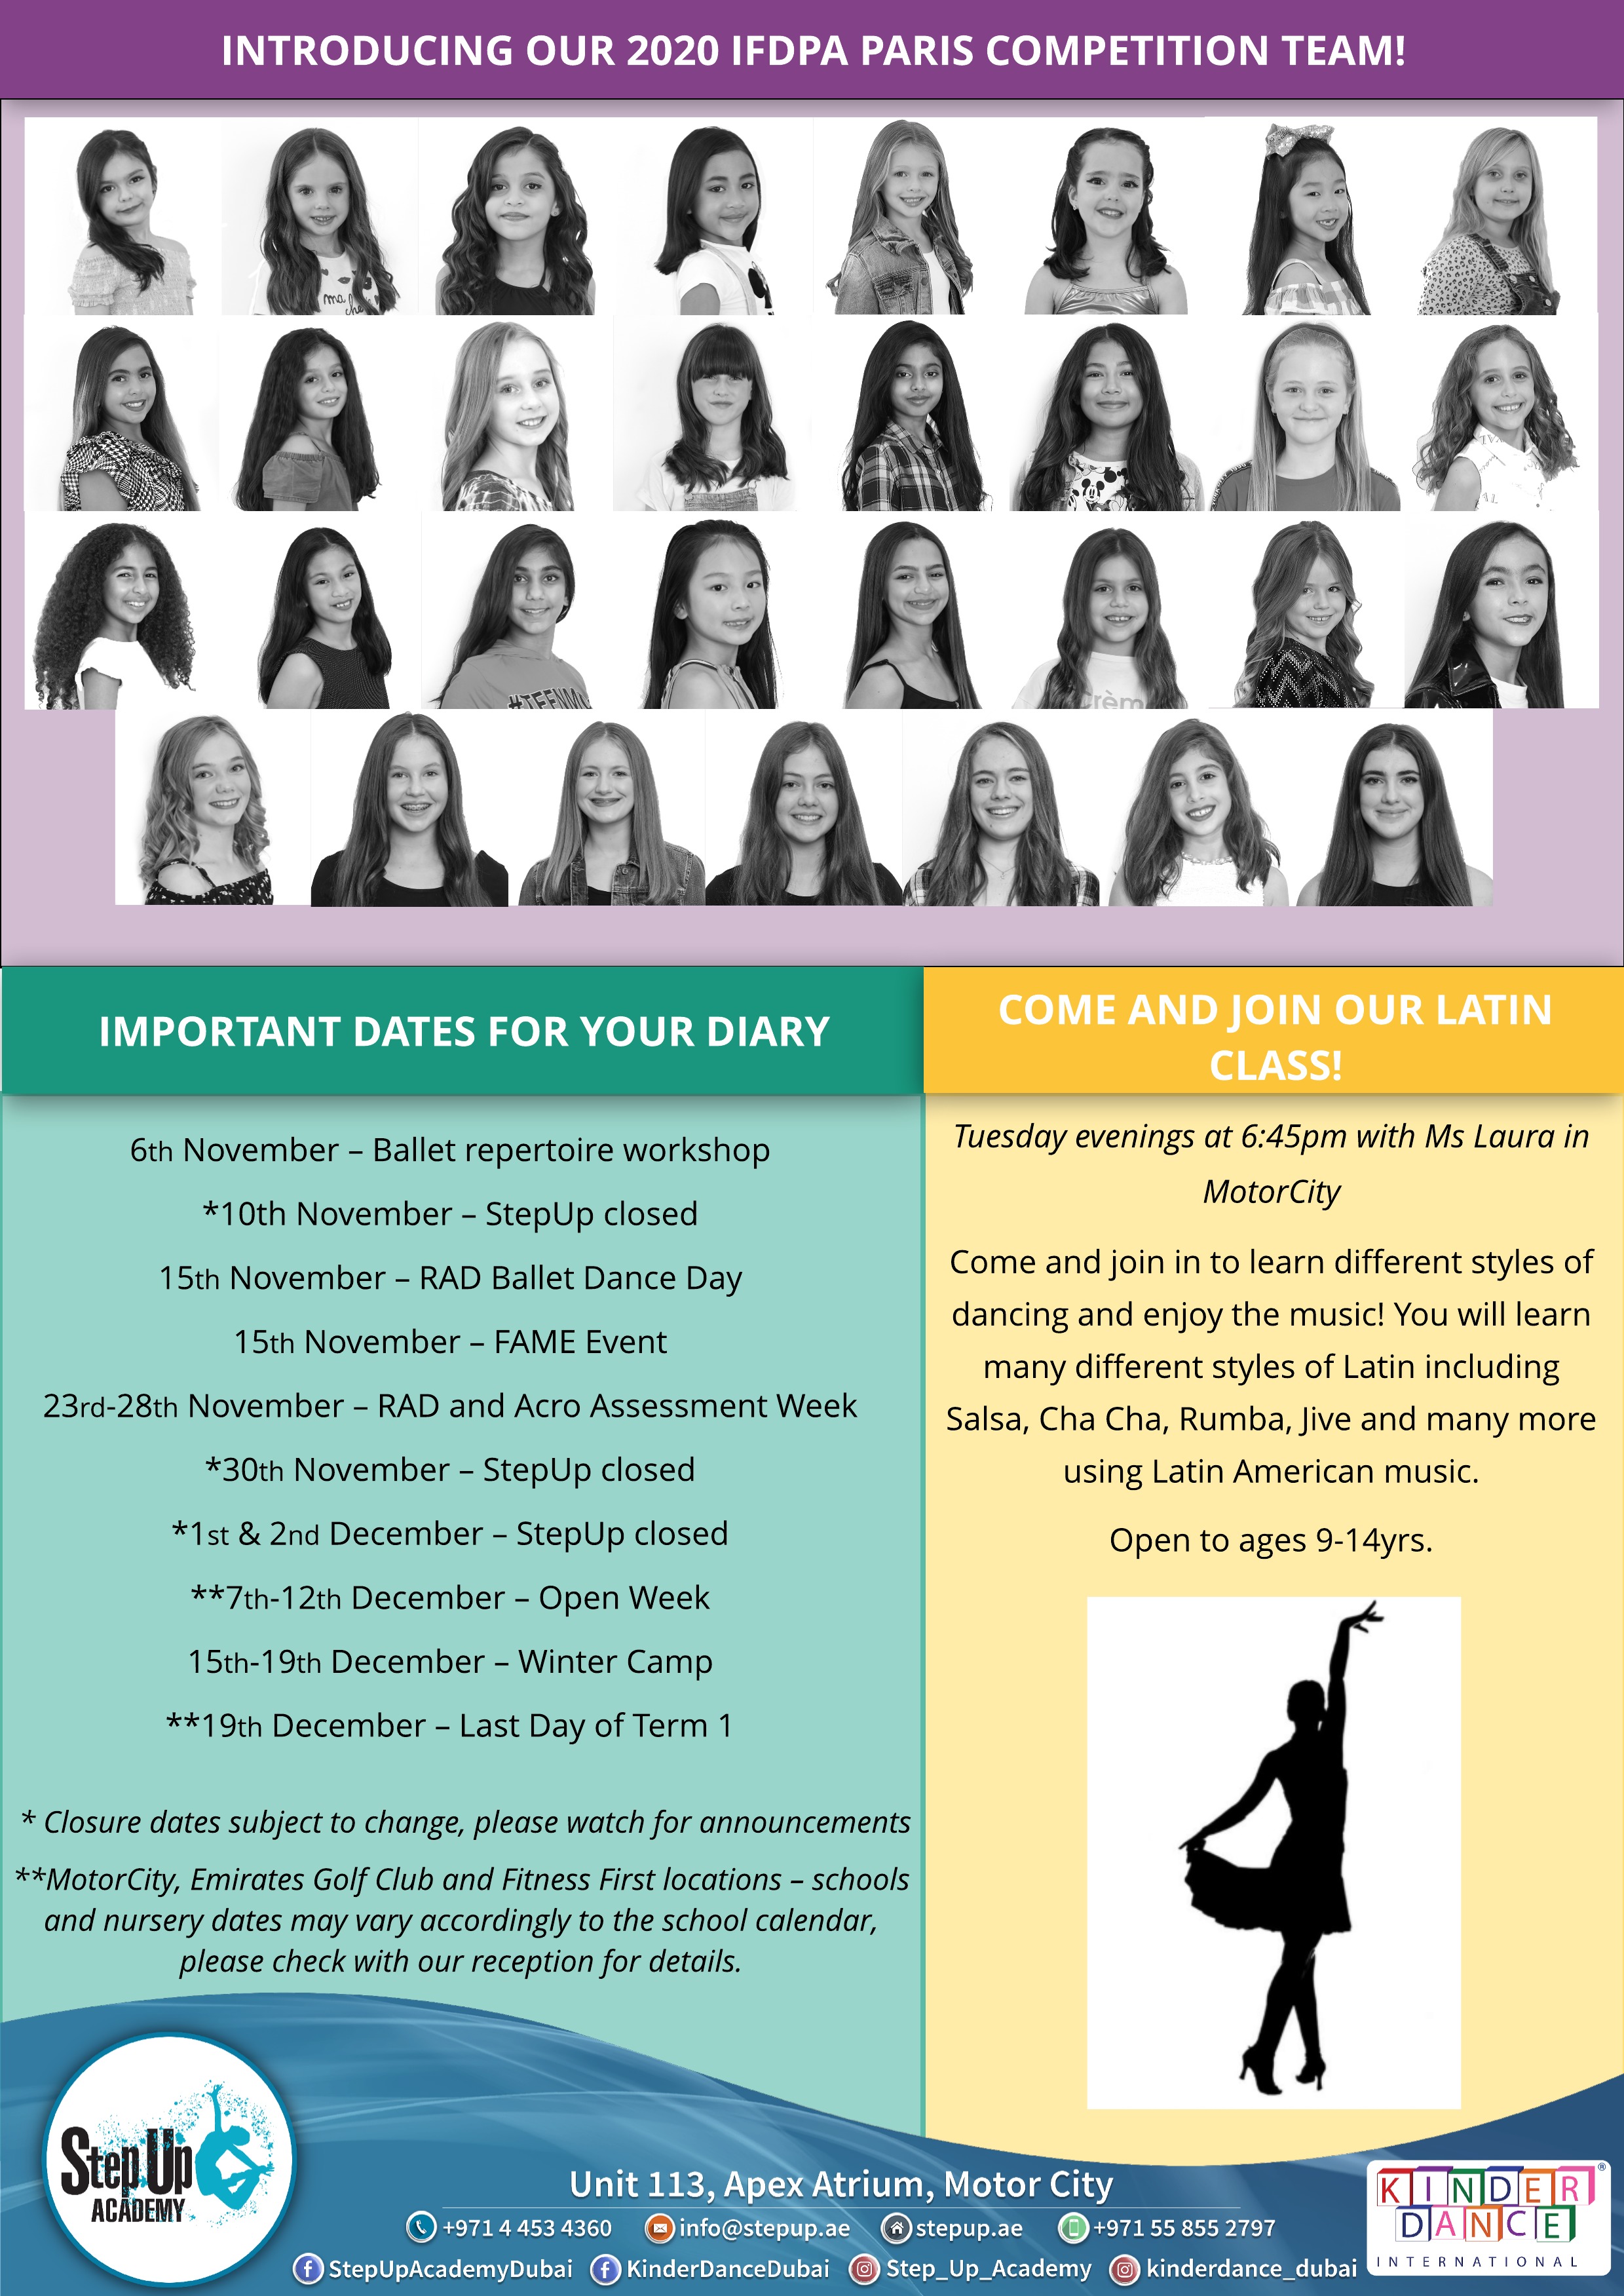 INTRODUCING OUR 2020 IFDPA PARIS COMPETITION TEAM!
ma
#TEEN
crèm
IMPORTANT DATES FOR YOUR DIARY
6th November – Ballet repertoire workshop
*10th November – StepUp closed
15th November – RAD Ballet Dance Day
15th November – FAME Event
23rd-28th November – RAD and Acro Assessment Week
*30th November – StepUp closed
*1st & 2nd December – StepUp closed
**7th-12th December – Open Week
15th-19th December – Winter Camp
**19th December – Last Day of Term 1
* Closure dates subject to change, please watch for announcements
**MotorCity, Emirates Golf Club and Fitness First locations – schools
and nursery dates may vary accordingly to the school calendar,
please check with our reception for details.
COME AND JOIN OUR LATIN
CLASS!
Tuesday evenings at 6:45pm with Ms Laura in
MotorCity
Come and join in to learn different styles of
dancing and enjoy the music! You will learn
many different styles of Latin including
Salsa, Cha Cha, Rumba, Jive and many more
using Latin American music.
Open to ages 9-14yrs.
StepUp
ACADEMY
Unit 113, Apex Atrium, Motor City
+971 4 453 4360 info@stepup.ae stepup.ae +971 55 855 2797
StepUpAcademyDubai KinderDanceDubai Step_Up_Academy kinderdance_dubai
KINDER®
DANCE
INTERNATIONAL